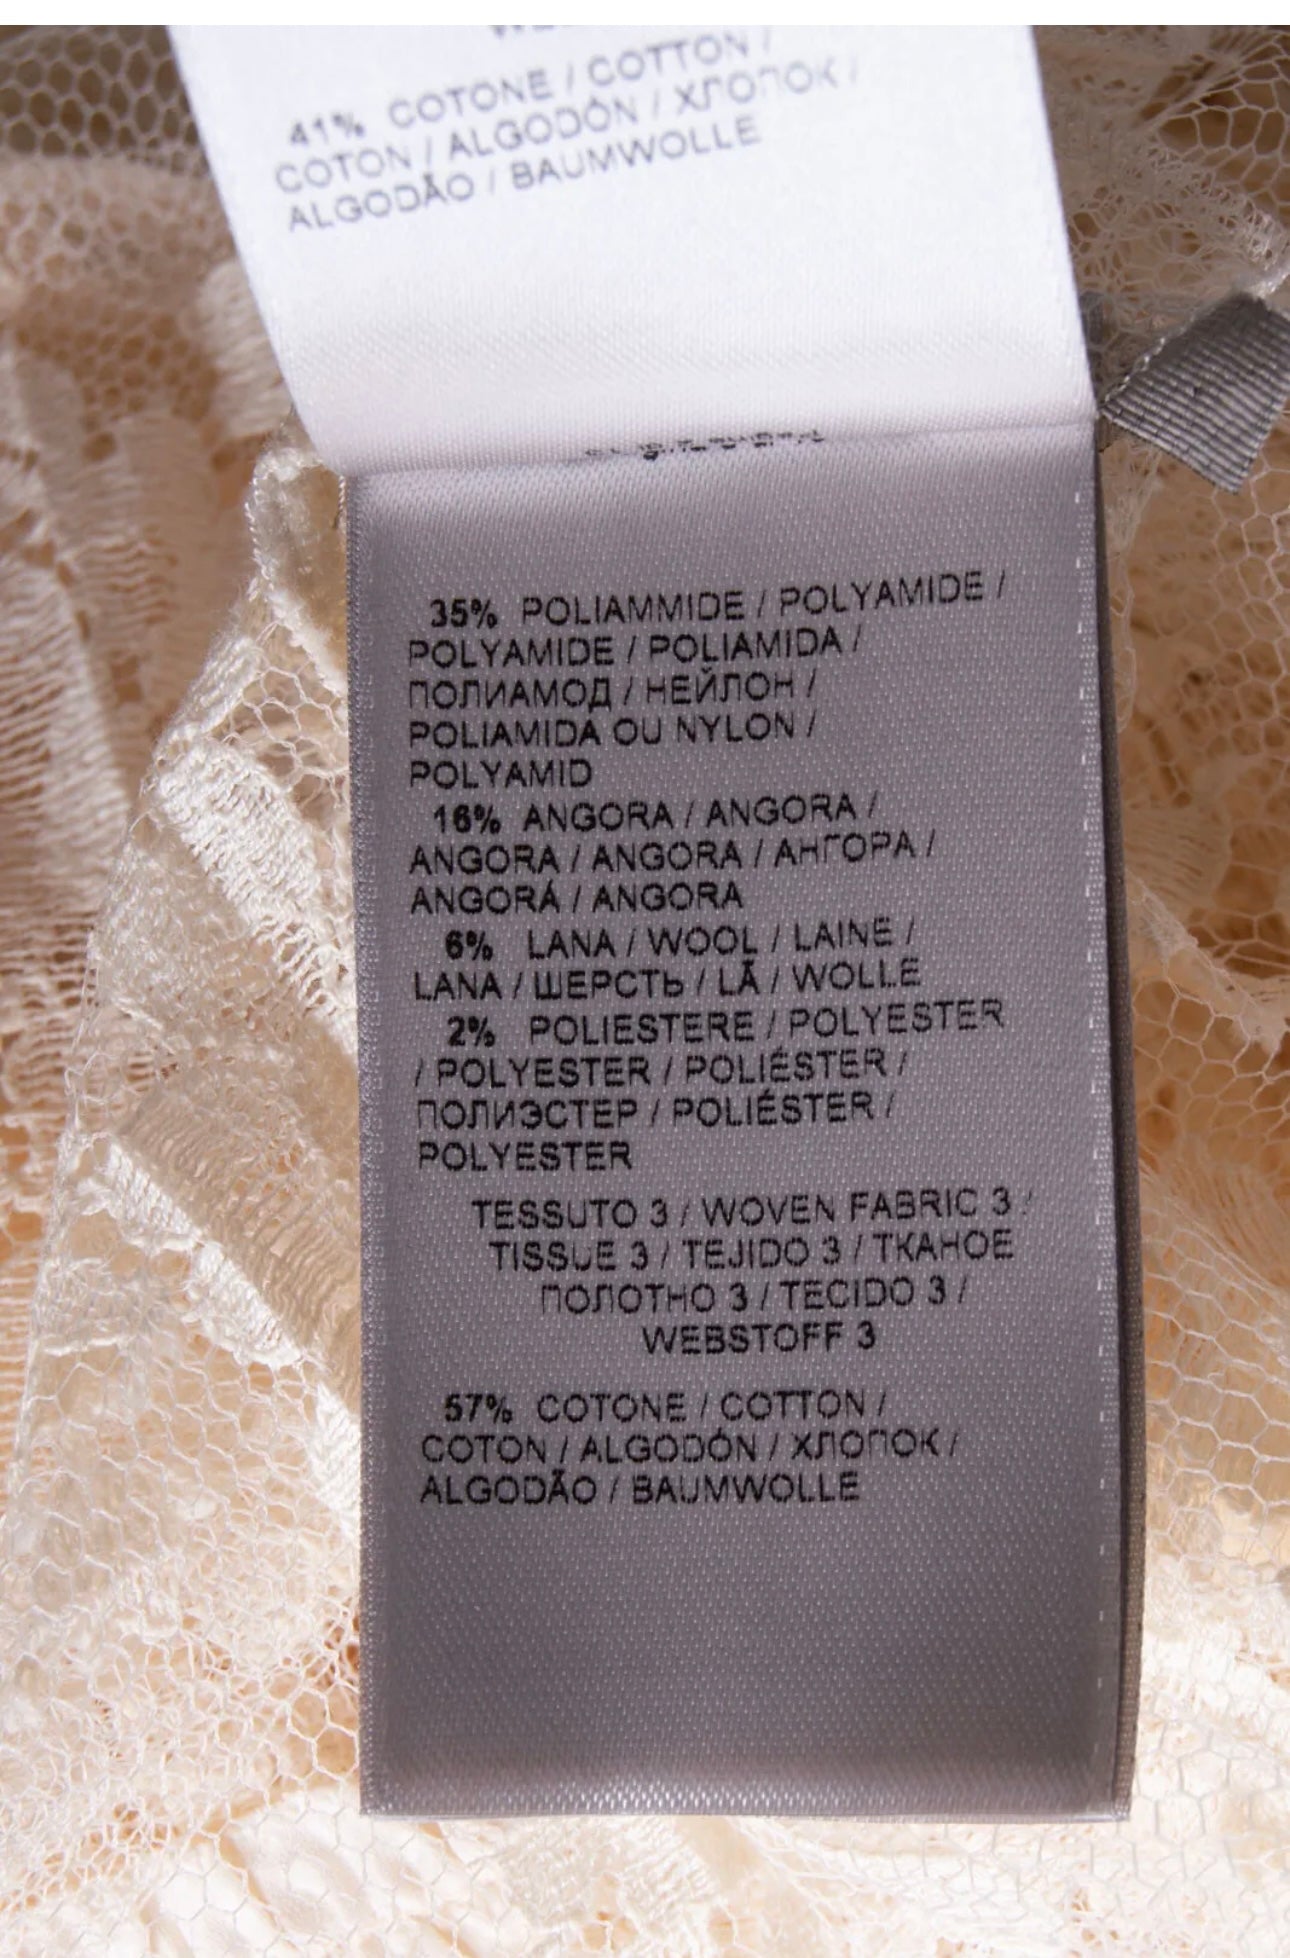 41% COTONE / COTTON /
COTON / ALGODÓN / ХЛОПОК /
ALGODÃO / BAUMWOLLE
35% POLIAMMIDE / POLYAMIDE /
POLYAMIDE / POLIAMIDA /
ПОЛИАМОД / НЕЙЛОН /
POLIAMIDA OU NYLON /
POLYAMID
16% ANGORA / ANGORA /
ANGORA / ANGORA / АНГОРА /
ANGORÁ / ANGORA
6% LANA / WOOL / LAINE /
LANA / ШЕРСТЬ / LÃ / WOLLE
2% POLIESTERE / POLYESTER
/ POLYESTER / POLIÉSTER /
ПОЛИЭСТЕР / POLIÉSTER /
POLYESTER
TESSUTO 3 / WOVEN FABRIC 3 /
TISSUE 3 / TEJIDO 3 / ТКАНОЕ
ПОЛОТНО 3 / TECIDO 3 /
WEBSTOFF 3
57% COTONE / COTTON /
COTON / ALGODÓN / ХЛОПОК /
ALGODÃO / BAUMWOLLE